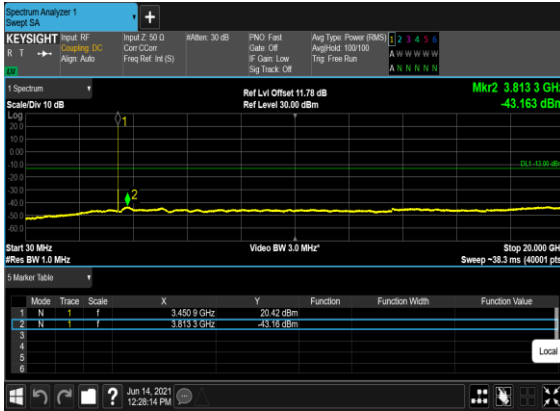 Spectrum Analyzer 1
Swept SA
+
KEYSIGHT Input: RF Input Z: 50 Ω #Atten: 30 dB PNO: Fast Avg Type: Power (RMS) 1 2 3 4 5 6
R T Coupling: DC Corr CCorr Gate: Off Avg|Hold: 100/100 A W W W W W
Align: Auto Freq Ref: Int (S) IF Gain: Low Trig: Free Run
Sig Track: Off A N N N N N
LXI
1 Spectrum Ref Lvl Offset 11.78 dB Mkr2 3.813 3 GHz
Scale/Div 10 dB Ref Level 30.00 dBm -43.163 dBm
Log
20.0
10.0
0.00
-10.0
-20.0
-30.0
-40.0
-50.0
-60.0
1
DL1 -13.00 dBm
2
Start 30 MHz Video BW 3.0 MHz* Stop 20.000 GH
#Res BW 1.0 MHz Sweep ~38.3 ms (40001 pts
5 Marker Table
Mode Trace Scale X Y Function Function Width Function Value
1 N 1 f 3.450 9 GHz 20.42 dBm
2 N 1 f 3.813 3 GHz -43.16 dBm
3
4
5
6
Local
? Jun 14, 2021
12:28:14 PM